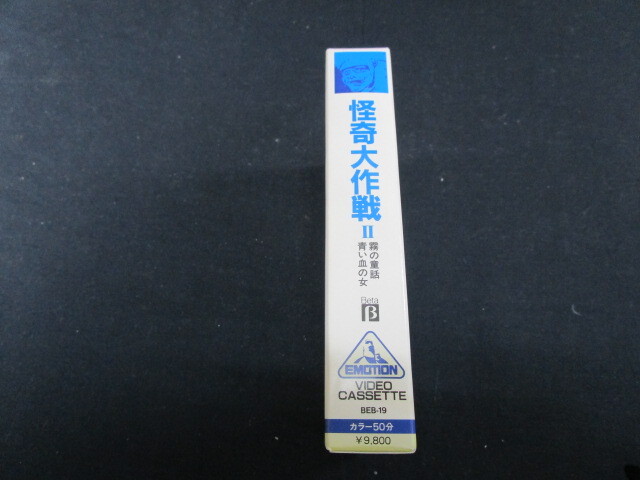 怪奇大作戦
II
霧の童話
青い血の女
Beta
β
EMOTION
VIDEO
CASSETTE
BEB-19
カラー50分
¥9,800